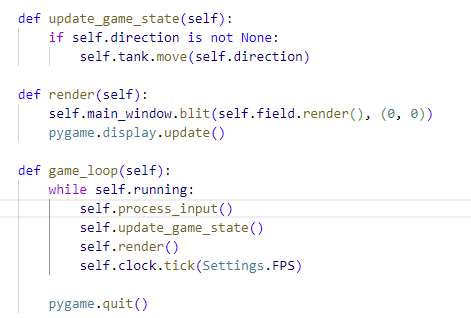 def update_game_state(self):
    if self.direction is not None:
        self.tank.move(self.direction)

def render(self):
    self.main_window.blit(self.field.render(), (0, 0))
    pygame.display.update()

def game_loop(self):
    while self.running:
        self.process_input()
        self.update_game_state()
        self.render()
        self.clock.tick(Settings.FPS)

    pygame.quit()